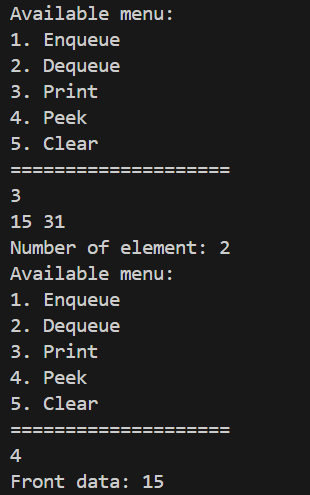 Available menu:
1. Enqueue
2. Dequeue
3. Print
4. Peek
5. Clear
====================
3
15 31
Number of element: 2
Available menu:
1. Enqueue
2. Dequeue
3. Print
4. Peek
5. Clear
====================
4
Front data: 15